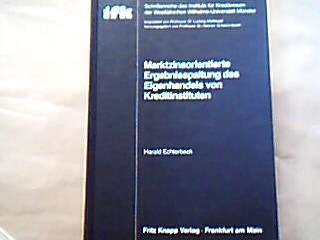 ifk
Schriftenreihe des Instituts für Kreditwesen
der Westfälischen Wilhelms-Universität Münster
Marktzinsorientierte
Ergebnisspaltung des
Eigenhandels von
Kreditinstituten
Harald Echterbeck
Fritz Knapp Verlag · Frankfurt am Main